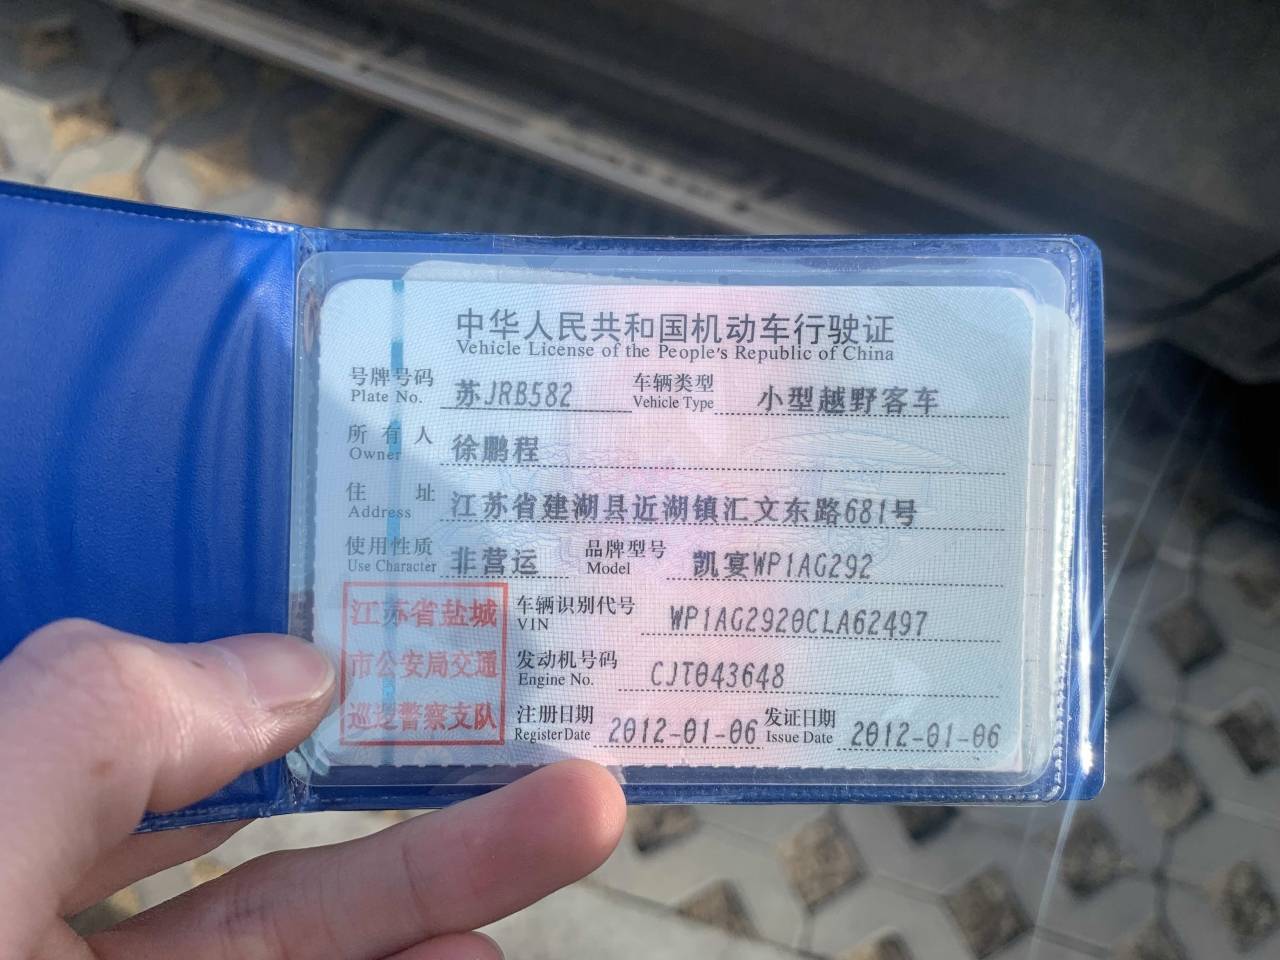 中华人民共和国机动车行驶证
Vehicle License of the People's Republic of China
号牌号码 苏JRB582 车辆类型 小型越野客车
Plate No. Vehicle Type
所有人 徐鹏程
Owner
住址 江苏省建湖县近湖镇汇文东路681号
Address
使用性质 非营运 品牌型号 凯宴WP1AG292
Use Character Model
江苏省盐城
市公安局交通
巡逻警察支队
车辆识别代号 WP1AG2920CLA62497
VIN
发动机号码 CJT043648
Engine No.
注册日期 2012-01-06 发证日期 2012-01-06
Register Date Issue Date